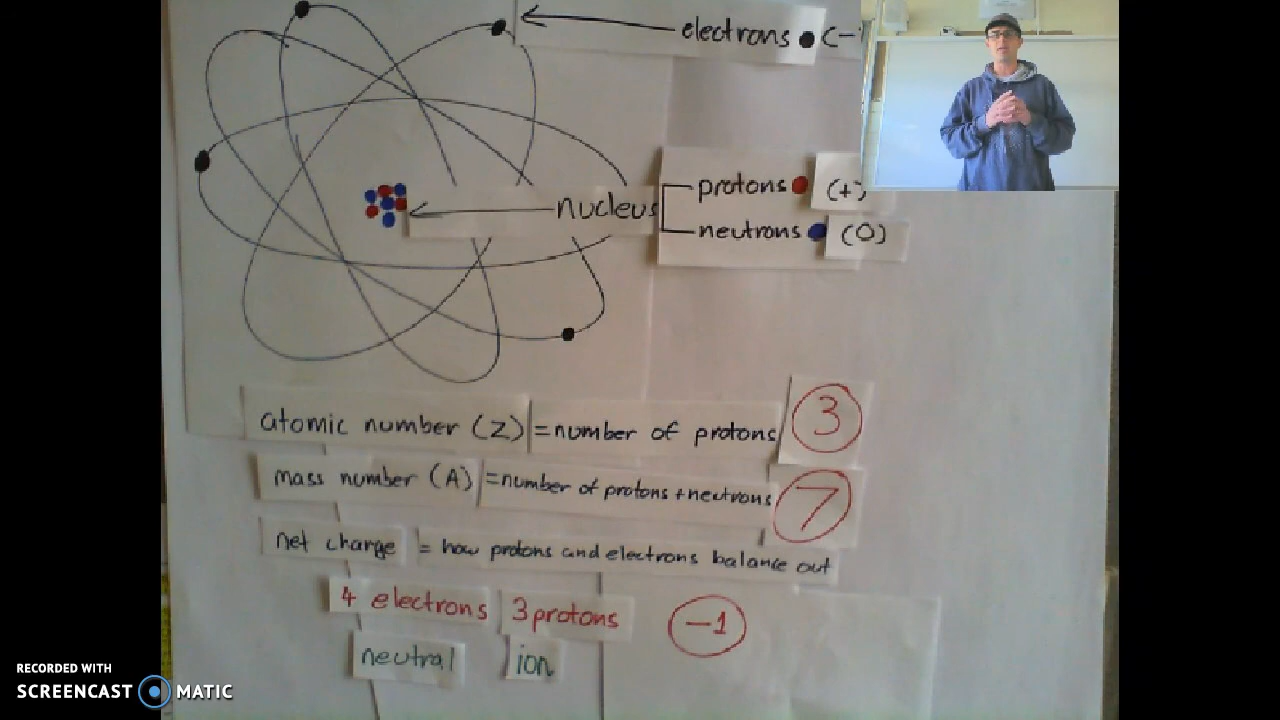 electrons (-
nucleus
protons (+)
neutrons (0)
atomic number (Z) = number of protons 3
mass number (A) = number of protons + neutrons 7
net charge = how protons and electrons balance out
4 electrons 3 protons -1
neutral ion
RECORDED WITH
SCREENCAST MATIC